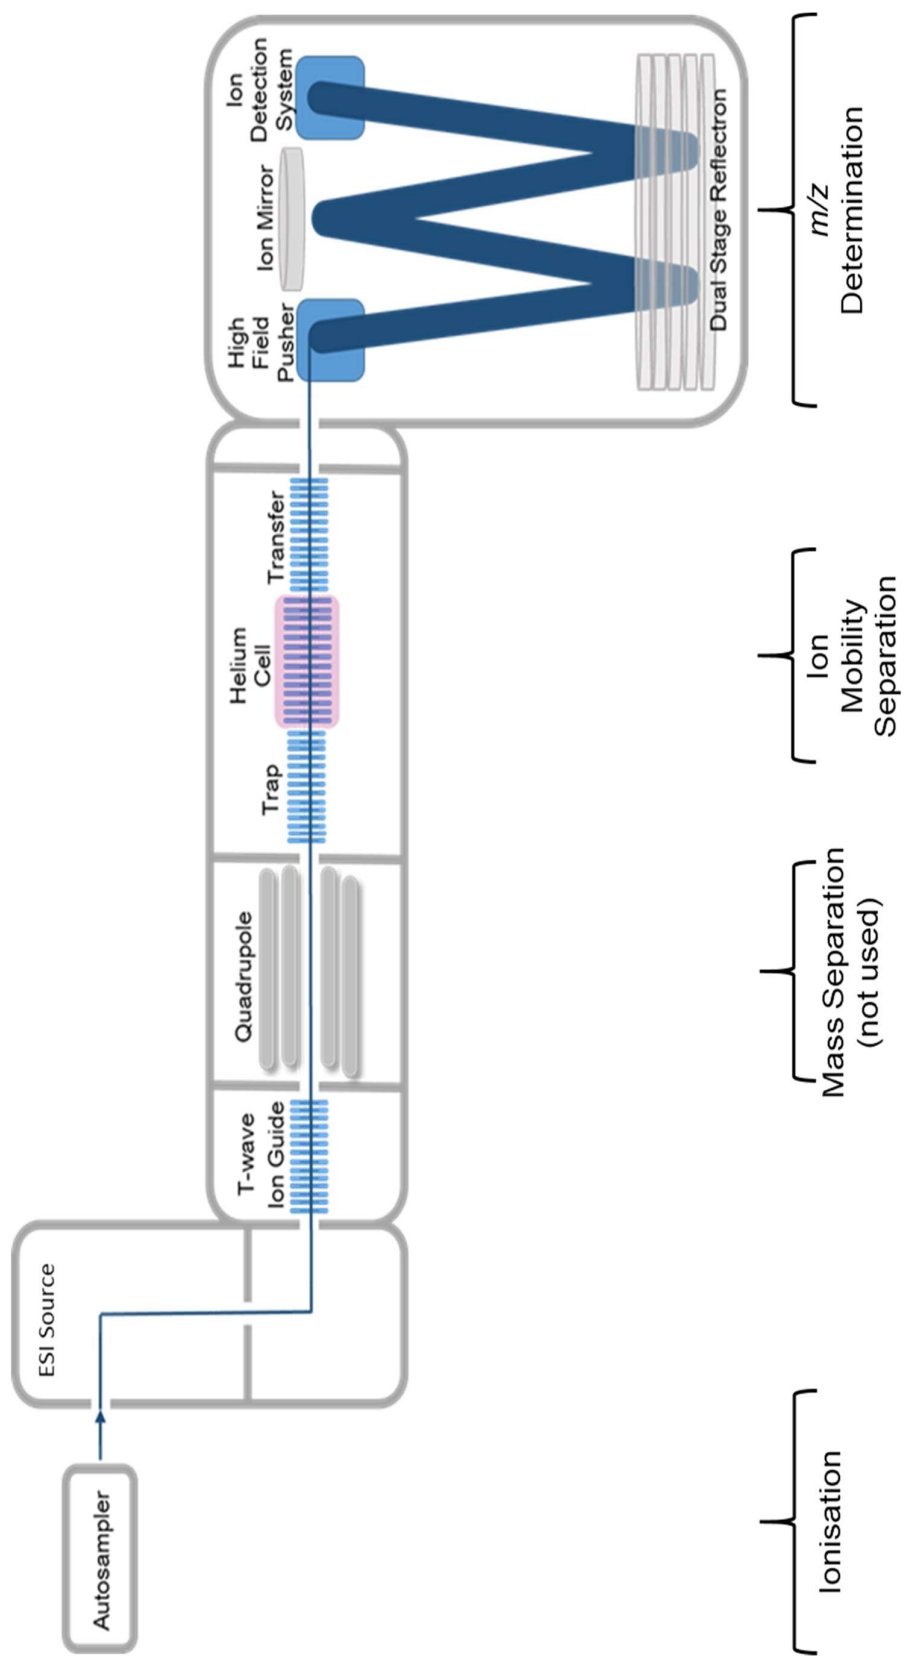 Autosampler
ESI Source
T-wave
Ion Guide
Quadrupole
Trap
Helium
Cell
Transfer
High
Field
Pusher
Ion Mirror
Ion
Detection
System
Dual Stage Reflectron
Ionisation
Mass Separation
(not used)
Ion
Mobility
Separation
m/z
Determination